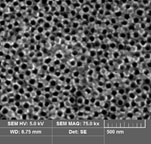 SEM HV: 5.0 kV SEM MAG: 75.0 kx
WD: 6.75 mm Det: SE 500 nm